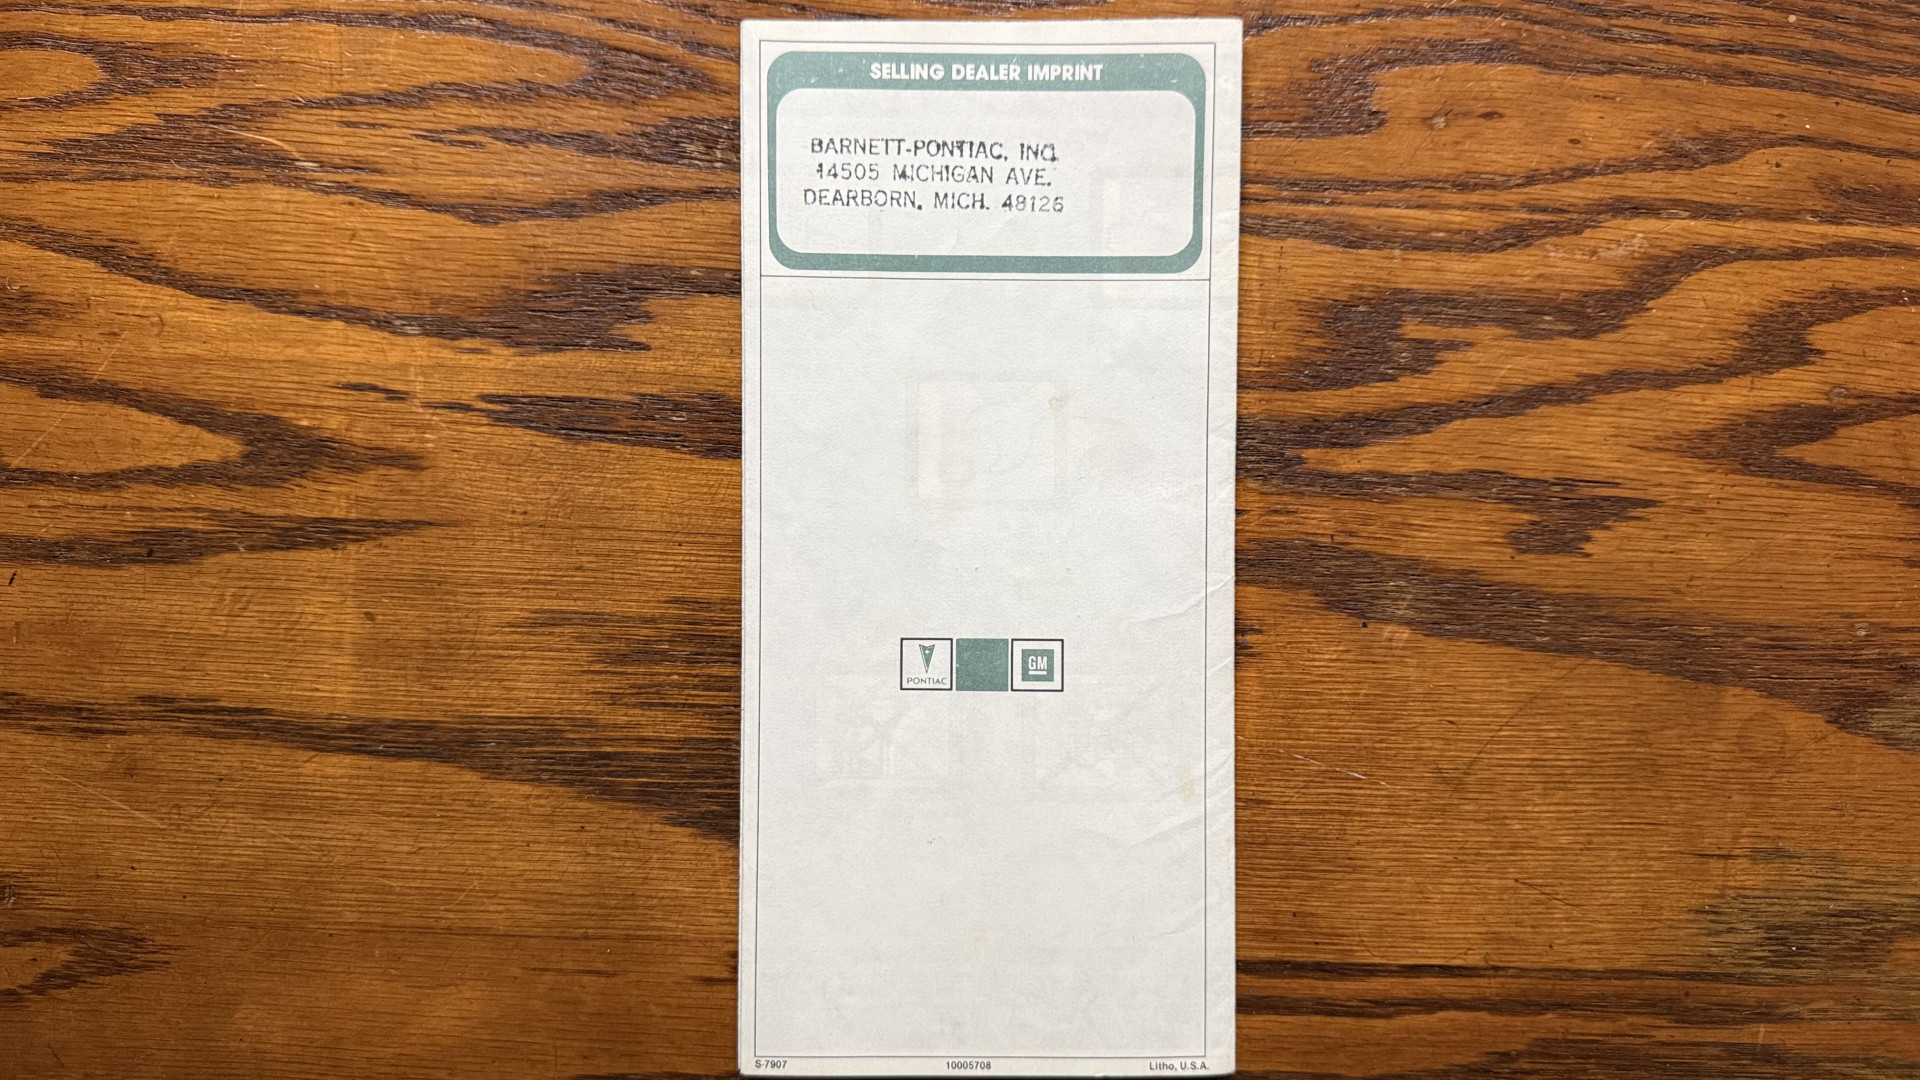 SELLING DEALER IMPRINT
BARNETT-PONTIAC, INC.
14505 MICHIGAN AVE.
DEARBORN, MICH. 48126
PONTIAC
GM
S-7907 10005708 Litho, U.S.A.